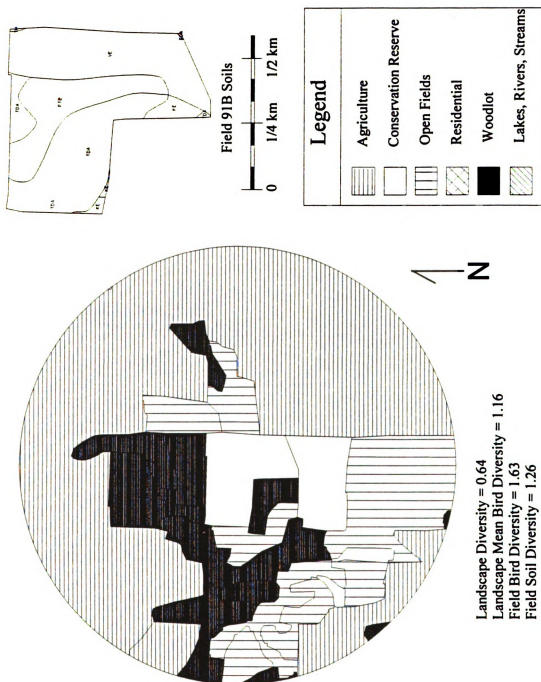 Field 91B Soils
0 1/4 km 1/2 km
Legend
Agriculture
Conservation Reserve
Open Fields
Residential
Woodlot
Lakes, Rivers, Streams
N
Landscape Diversity = 0.64
Landscape Mean Bird Diversity = 1.16
Field Bird Diversity = 1.63
Field Soil Diversity = 1.26